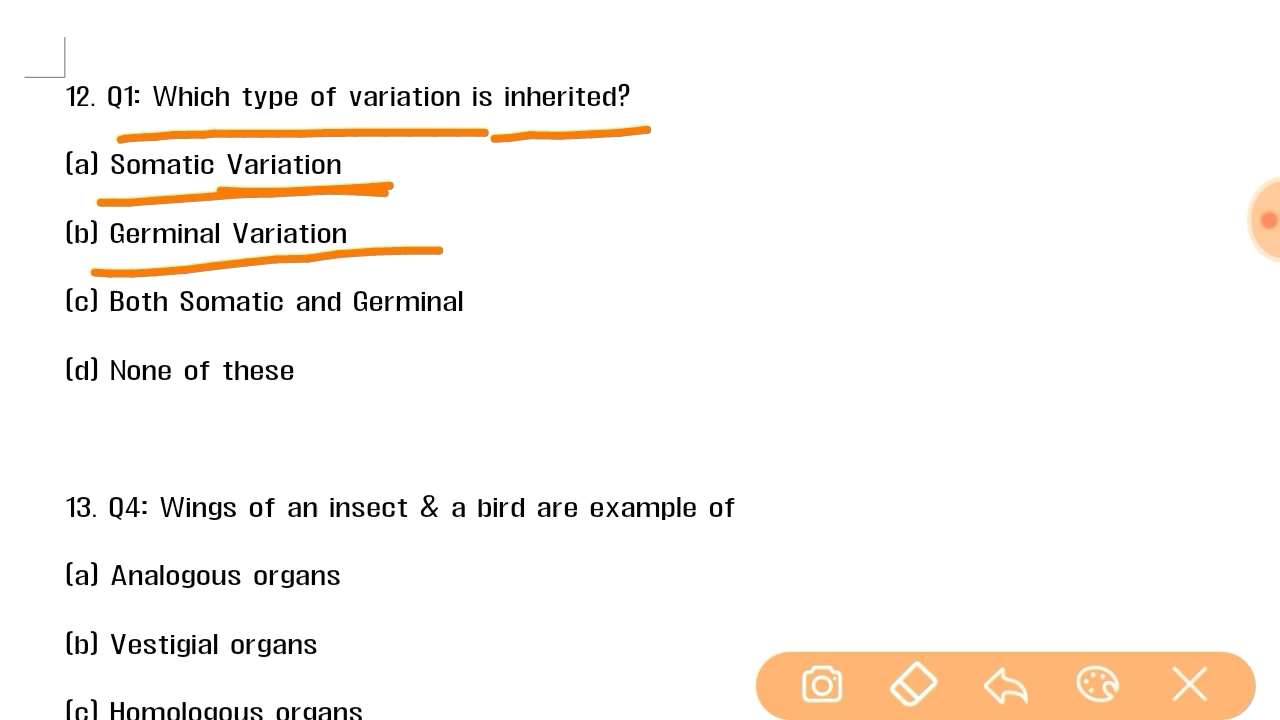 12. Q1: Which type of variation is inherited?
(a) Somatic Variation
(b) Germinal Variation
(c) Both Somatic and Germinal
(d) None of these
13. Q4: Wings of an insect & a bird are example of
(a) Analogous organs
(b) Vestigial organs
(c) Homologous organs